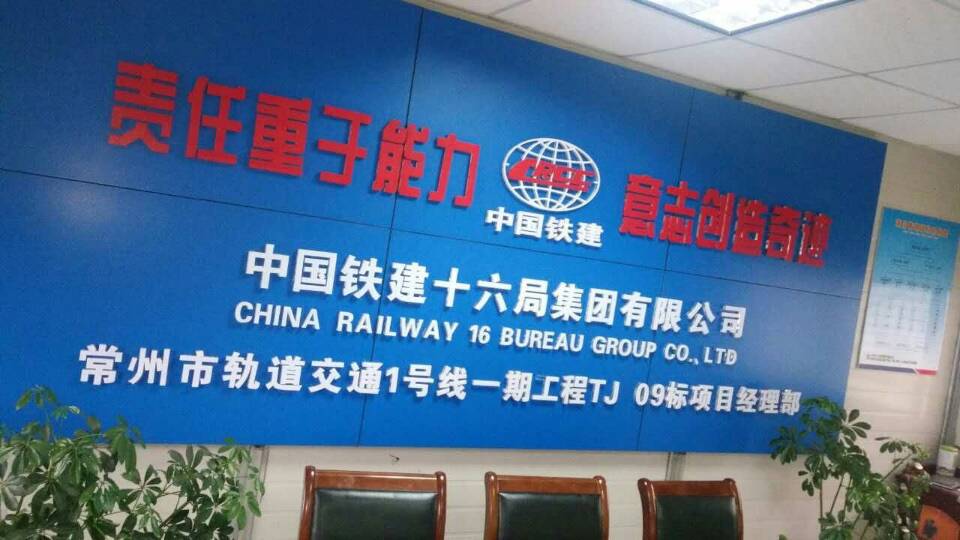 责任重于能力
CRCC
中国铁建
意志创造奇迹
中国铁建十六局集团有限公司
CHINA RAILWAY 16 BUREAU GROUP CO.,LTD
常州市轨道交通1号线一期工程TJ 09标项目经理部